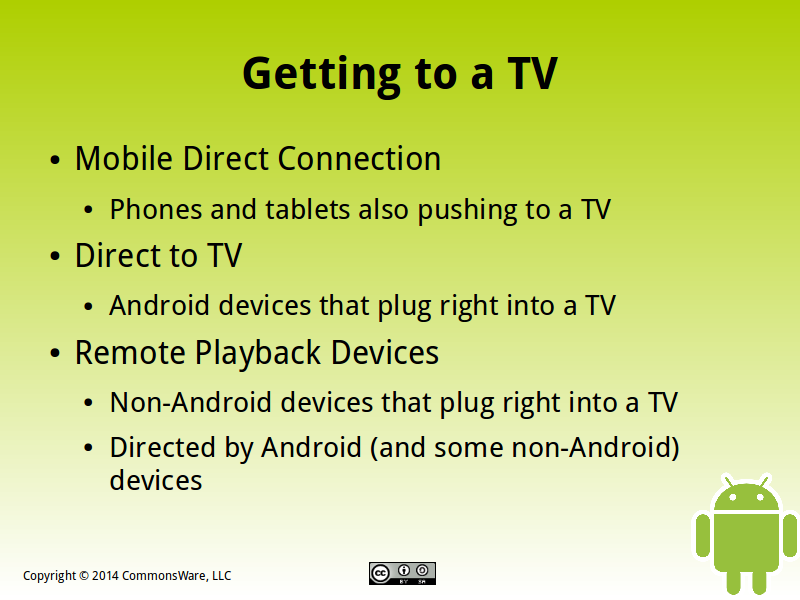 Getting to a TV
• Mobile Direct Connection
• Phones and tablets also pushing to a TV
• Direct to TV
• Android devices that plug right into a TV
• Remote Playback Devices
• Non-Android devices that plug right into a TV
• Directed by Android (and some non-Android)
devices
Copyright © 2014 CommonsWare, LLC
cc BY SA